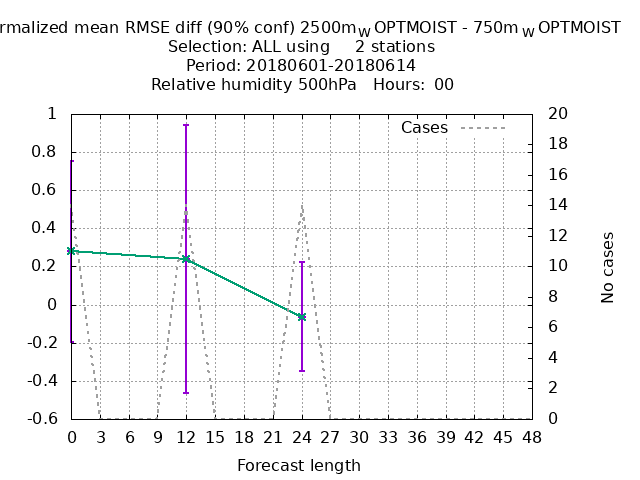 rmalized mean RMSE diff (90% conf) 2500m W OPTMOIST - 750m W OPTMOIST
Selection: ALL using 2 stations
Period: 20180601-20180614
Relative humidity 500hPa Hours: 00
Cases
1
0.8
0.6
0.4
0.2
0
-0.2
-0.4
-0.6
20
18
16
14
12
10
8
6
4
2
0
No cases
0 3 6 9 12 15 18 21 24 27 30 33 36 39 42 45 48
Forecast length